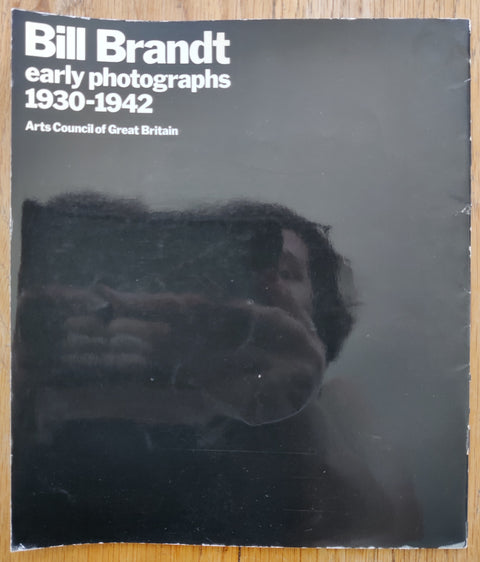 Bill Brandt
early photographs
1930-1942
Arts Council of Great Britain